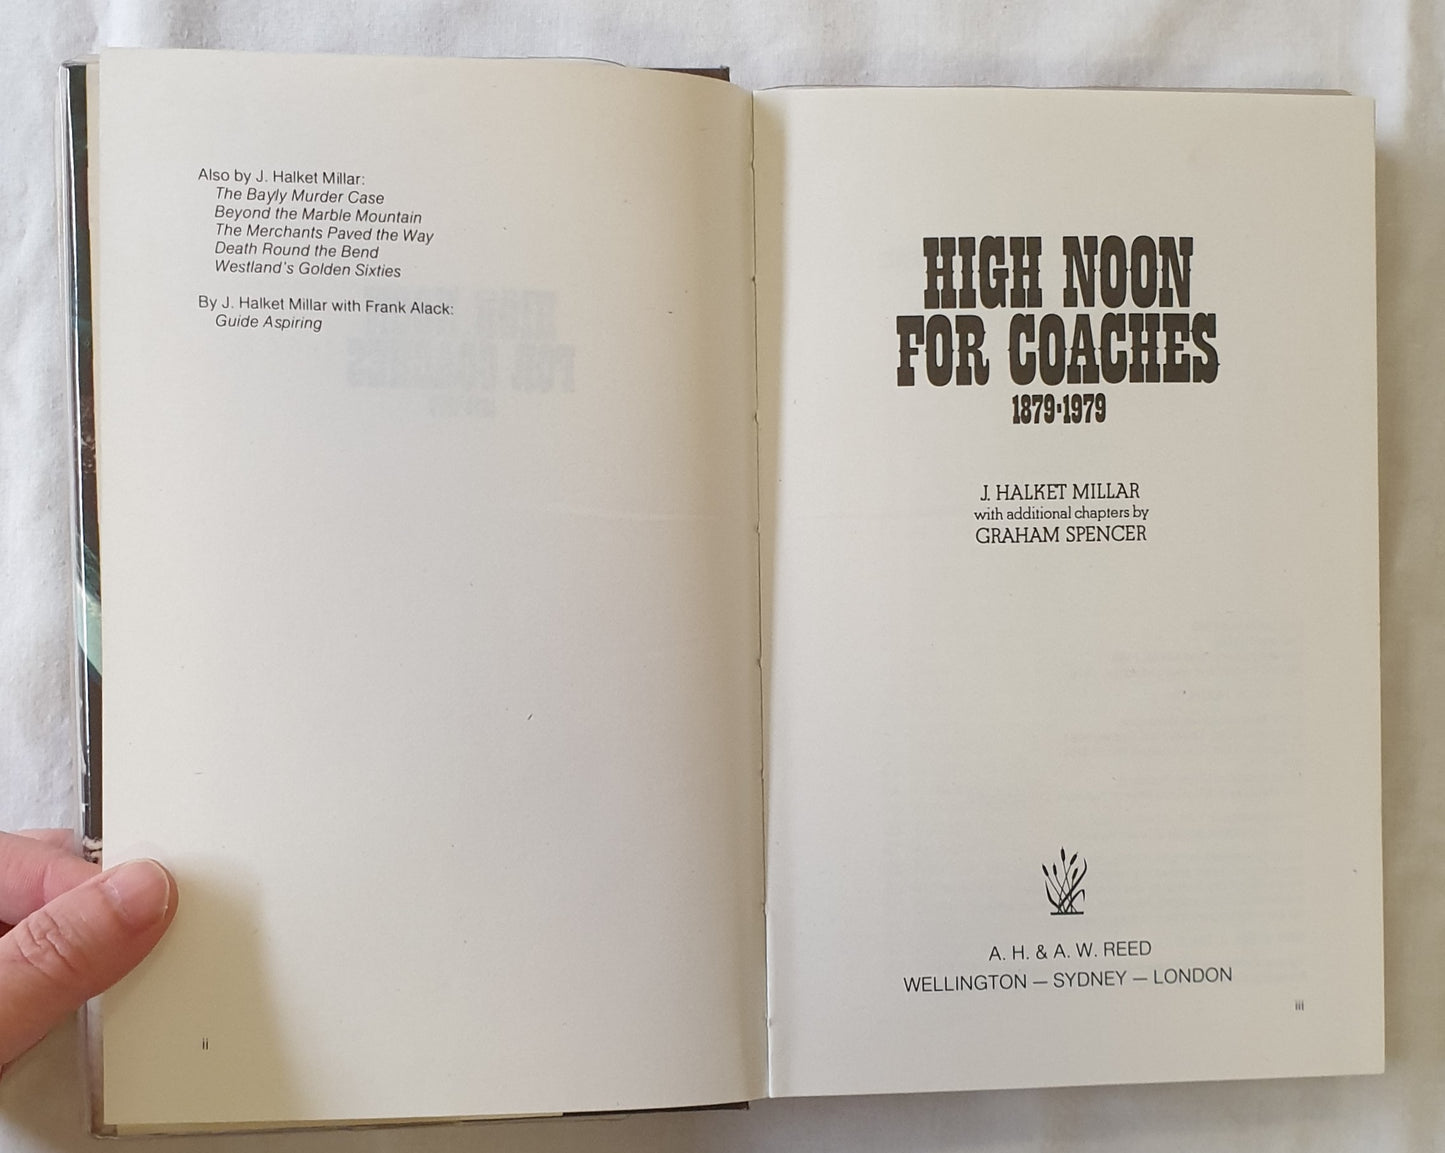 Also by J. Halket Millar:
The Bayly Murder Case
Beyond the Marble Mountain
The Merchants Paved the Way
Death Round the Bend
Westland's Golden Sixties
By J. Halket Millar with Frank Alack:
Guide Aspiring
ii
HIGH NOON
FOR COACHES
1879-1979
J. HALKET MILLAR
with additional chapters by
GRAHAM SPENCER
A. H. & A. W. REED
WELLINGTON — SYDNEY — LONDON
iii